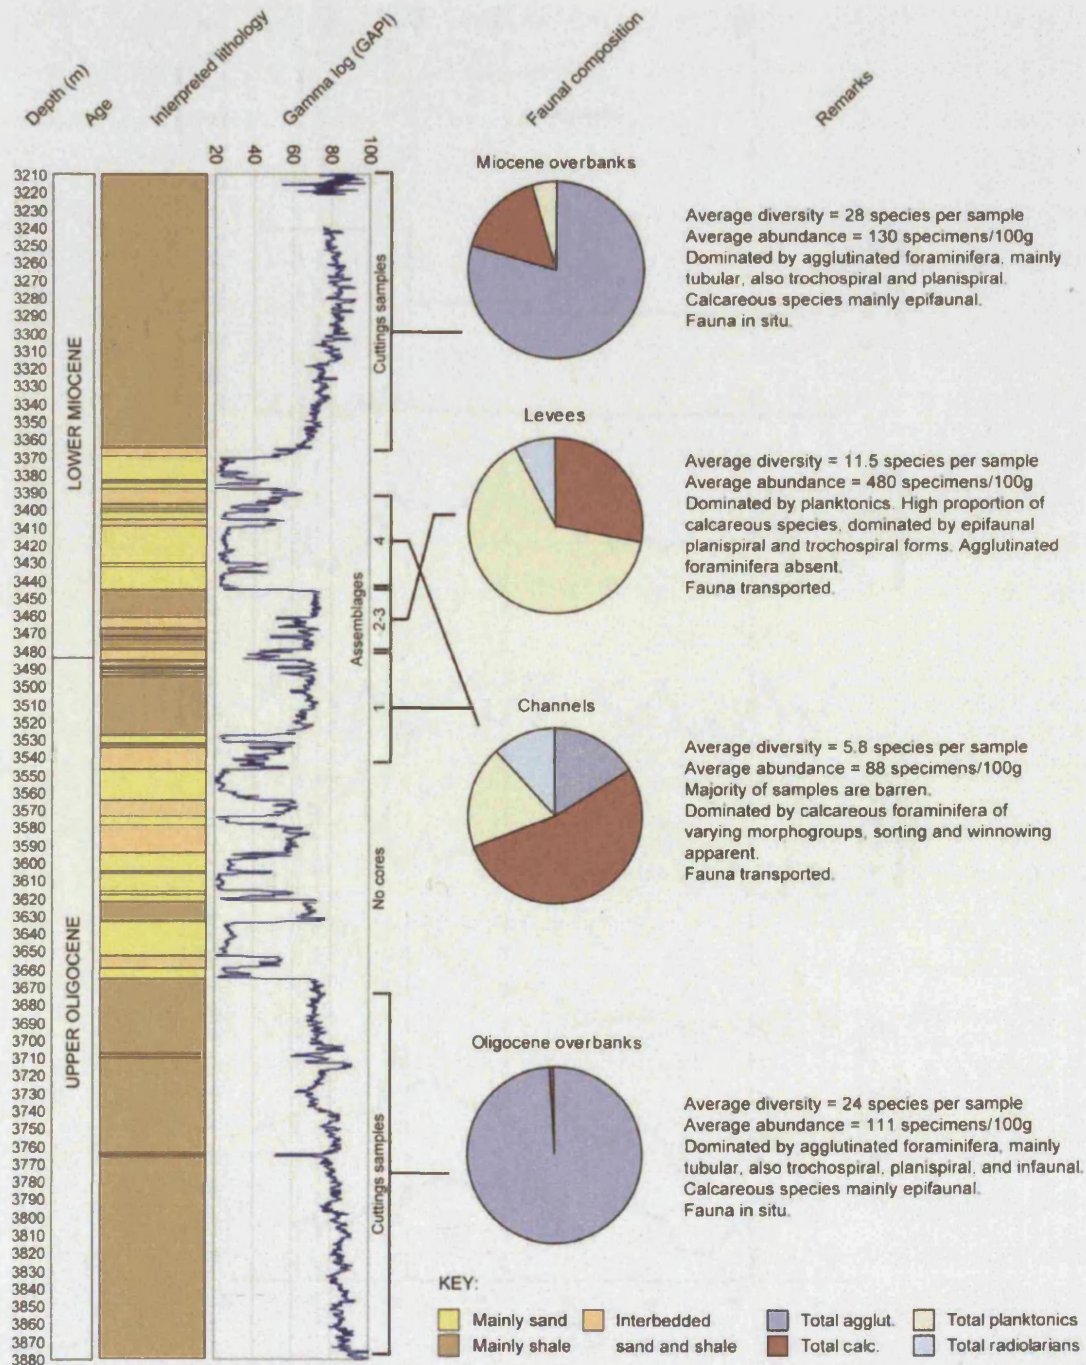 Depth (m)
Age
Interpreted lithology
Gamma log (GAPI)
Faunal composition
Remarks
20
40
60
80
100
3210
3220
3230
3240
3250
3260
3270
3280
3290
3300
3310
3320
3330
3340
3350
3360
3370
3380
3390
3400
3410
3420
3430
3440
3450
3460
3470
3480
3490
3500
3510
3520
3530
3540
3550
3560
3570
3580
3590
3600
3610
3620
3630
3640
3650
3660
3670
3680
3690
3700
3710
3720
3730
3740
3750
3760
3770
3780
3790
3800
3810
3820
3830
3840
3850
3860
3870
3880
LOWER MIOCENE
UPPER OLIGOCENE
Cuttings samples
Assemblages
4
2-3
1
No cores
Cuttings samples
Miocene overbanks
Average diversity = 28 species per sample
Average abundance = 130 specimens/100g
Dominated by agglutinated foraminifera, mainly
tubular, also trochospiral and planispiral.
Calcareous species mainly epifaunal.
Fauna in situ.
Levees
Average diversity = 11.5 species per sample
Average abundance = 480 specimens/100g
Dominated by planktonics. High proportion of
calcareous species, dominated by epifaunal
planispiral and trochospiral forms. Agglutinated
foraminifera absent.
Fauna transported.
Channels
Average diversity = 5.8 species per sample
Average abundance = 88 specimens/100g
Majority of samples are barren.
Dominated by calcareous foraminifera of
varying morphogroups, sorting and winnowing
apparent.
Fauna transported.
Oligocene overbanks
Average diversity = 24 species per sample
Average abundance = 111 specimens/100g
Dominated by agglutinated foraminifera, mainly
tubular, also trochospiral, planispiral, and infaunal.
Calcareous species mainly epifaunal.
Fauna in situ.
KEY:
Mainly sand
Interbedded
Total agglut.
Total planktonics
Mainly shale
sand and shale
Total calc.
Total radiolarians